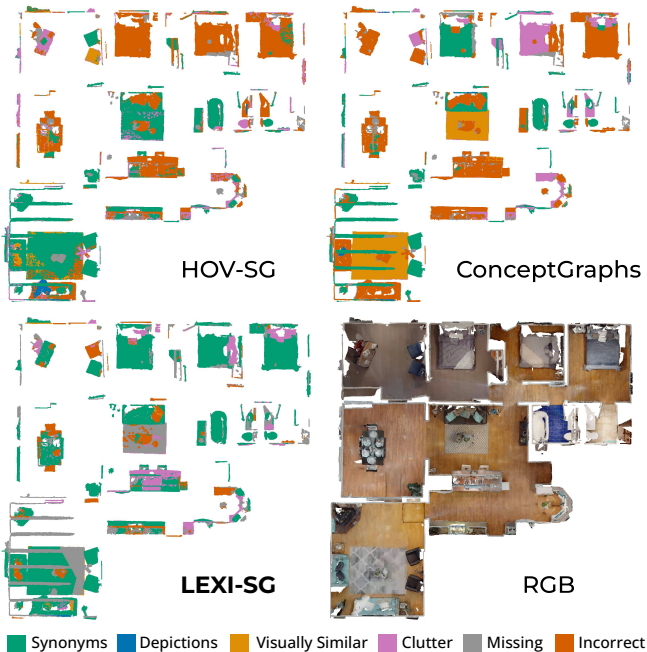 HOV-SG
ConceptGraphs
LEXI-SG
RGB
Synonyms Depictions Visually Similar Clutter Missing Incorrect